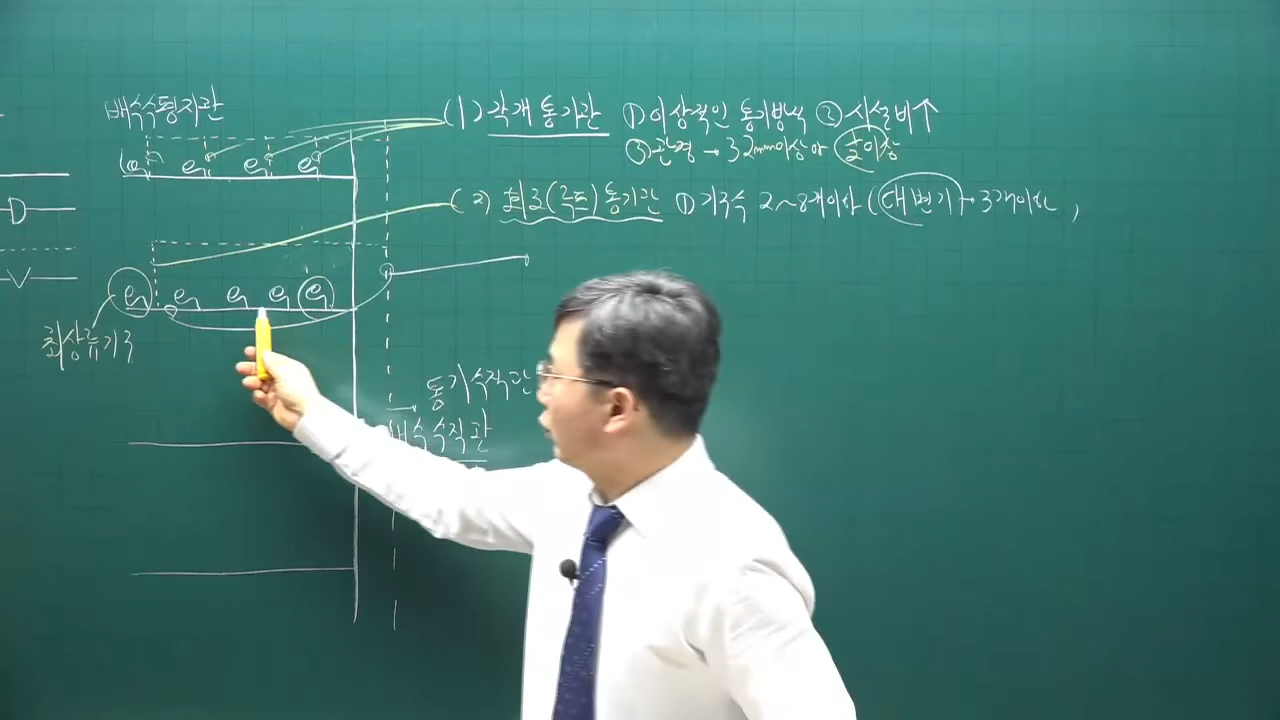 배수수평지관
(1) 각개통기관 ① 이상적인 통기방식 ② 시설비↑
③ 관경 → 32mm이상 or 1/2이상
(2) 회로(루프)통기관 ① 기구수 2~8개이하 (대변기→3개이하,
최상류기구
통기수직관
배수수직관
D
V